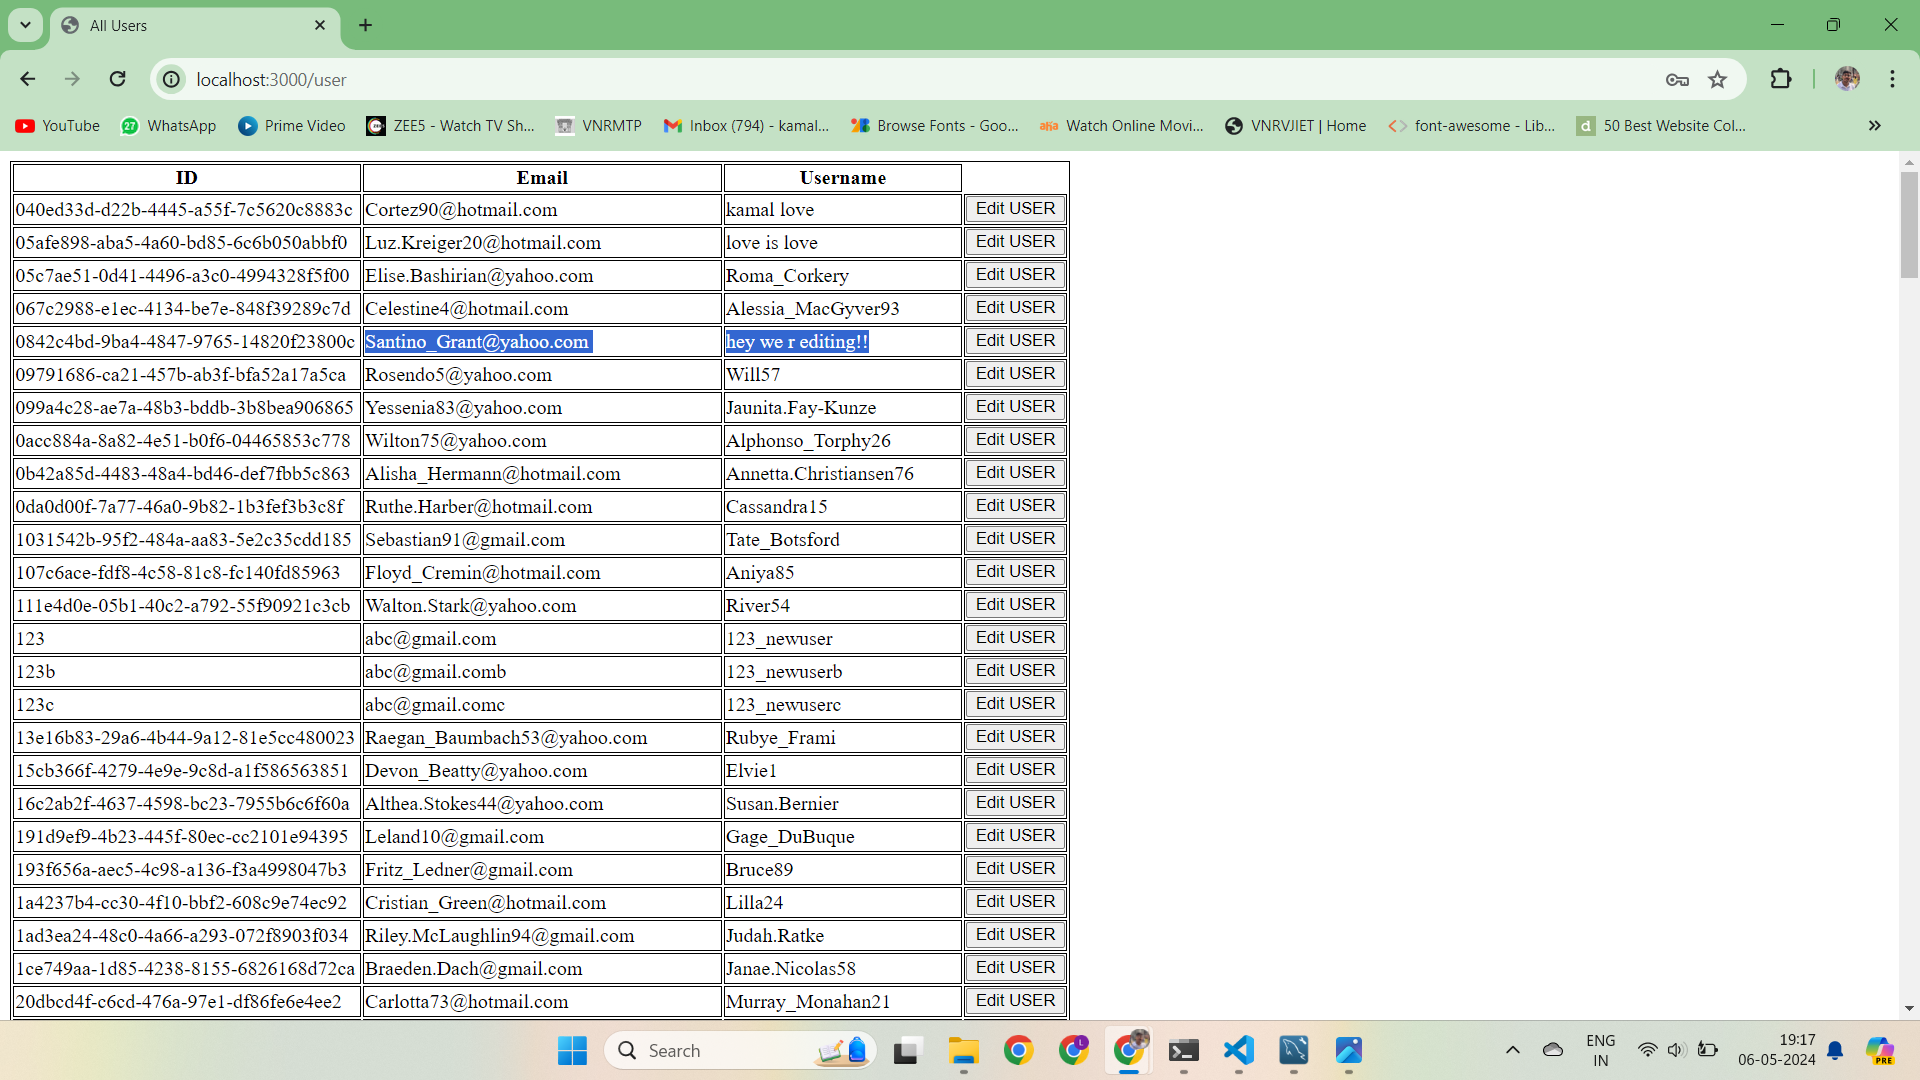 All Users
localhost:3000/user
YouTube
27
WhatsApp
Prime Video
ZEE5 - Watch TV Sh...
VNRMTP
Inbox (794) - kamal...
Browse Fonts - Goo...
aha
Watch Online Movi...
VNRVJIET | Home
font-awesome - Lib...
d
50 Best Website Col...
ID Email Username
040ed33d-d22b-4445-a55f-7c5620c8883c Cortez90@hotmail.com kamal love Edit USER
05afe898-aba5-4a60-bd85-6c6b050abbf0 Luz.Kreiger20@hotmail.com love is love Edit USER
05c7ae51-0d41-4496-a3c0-4994328f5f00 Elise.Bashirian@yahoo.com Roma_Corkery Edit USER
067c2988-e1ec-4134-be7e-848f39289c7d Celestine4@hotmail.com Alessia_MacGyver93 Edit USER
0842c4bd-9ba4-4847-9765-14820f23800c Santino_Grant@yahoo.com hey we r editing!! Edit USER
09791686-ca21-457b-ab3f-bfa52a17a5ca Rosendo5@yahoo.com Will57 Edit USER
099a4c28-ae7a-48b3-bddb-3b8bea906865 Yessenia83@yahoo.com Jaunita.Fay-Kunze Edit USER
0acc884a-8a82-4e51-b0f6-04465853c778 Wilton75@yahoo.com Alphonso_Torphy26 Edit USER
0b42a85d-4483-48a4-bd46-def7fbb5c863 Alisha_Hermann@hotmail.com Annetta.Christiansen76 Edit USER
0da0d00f-7a77-46a0-9b82-1b3fef3b3c8f Ruthe.Harber@hotmail.com Cassandra15 Edit USER
1031542b-95f2-484a-aa83-5e2c35cdd185 Sebastian91@gmail.com Tate_Botsford Edit USER
107c6ace-fdf8-4c58-81c8-fc140fd85963 Floyd_Cremin@hotmail.com Aniya85 Edit USER
111e4d0e-05b1-40c2-a792-55f90921c3cb Walton.Stark@yahoo.com River54 Edit USER
123 abc@gmail.com 123_newuser Edit USER
123b abc@gmail.comb 123_newuserb Edit USER
123c abc@gmail.comc 123_newuserc Edit USER
13e16b83-29a6-4b44-9a12-81e5cc480023 Raegan_Baumbach53@yahoo.com Rubye_Frami Edit USER
15cb366f-4279-4e9e-9c8d-a1f586563851 Devon_Beatty@yahoo.com Elvie1 Edit USER
16c2ab2f-4637-4598-bc23-7955b6c6f60a Althea.Stokes44@yahoo.com Susan.Bernier Edit USER
191d9ef9-4b23-445f-80ec-cc2101e94395 Leland10@gmail.com Gage_DuBuque Edit USER
193f656a-aec5-4c98-a136-f3a4998047b3 Fritz_Ledner@gmail.com Bruce89 Edit USER
1a4237b4-cc30-4f10-bbf2-608c9e74ec92 Cristian_Green@hotmail.com Lilla24 Edit USER
1ad3ea24-48c0-4a66-a293-072f8903f034 Riley.McLaughlin94@gmail.com Judah.Ratke Edit USER
1ce749aa-1d85-4238-8155-6826168d72ca Braeden.Dach@gmail.com Janae.Nicolas58 Edit USER
20dbcd4f-c6cd-476a-97e1-df86fe6e4ee2 Carlotta73@hotmail.com Murray_Monahan21 Edit USER
Search
L
ENG
IN
19:17
06-05-2024
PRE